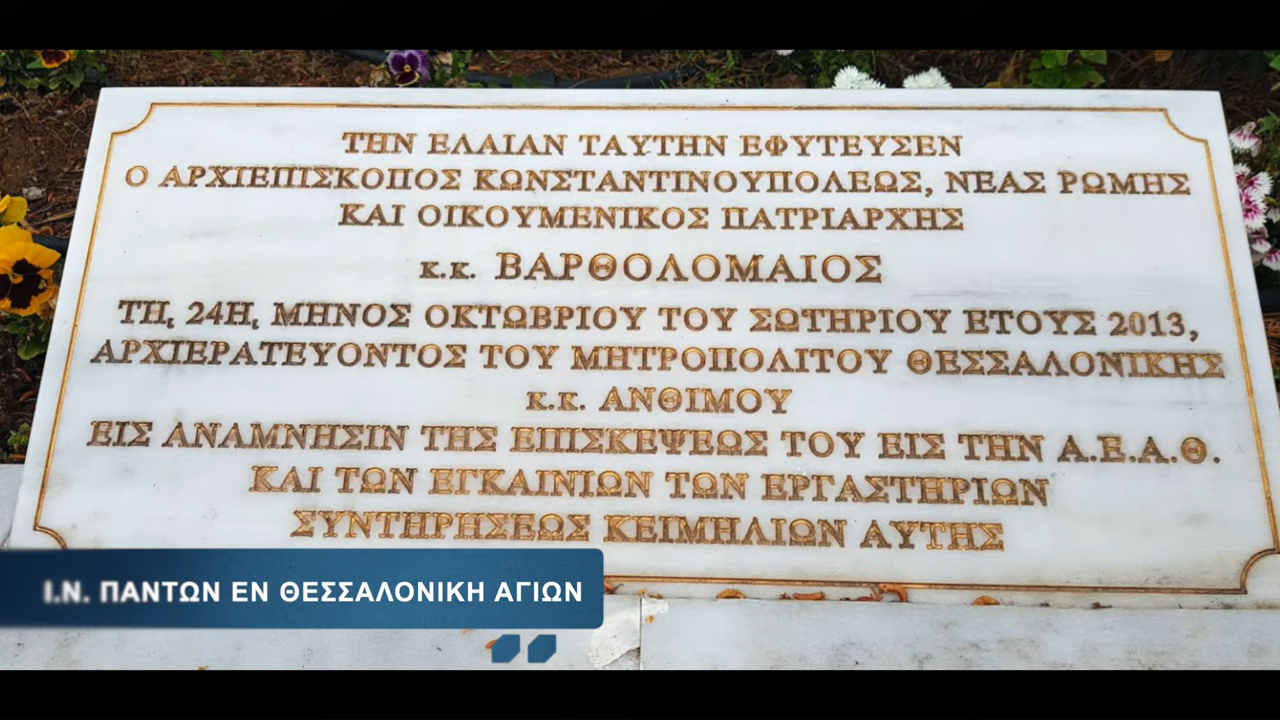 ΤΗΝ ΕΛΑΙΑΝ ΤΑΥΤΗΝ ΕΦΥΤΕΥΣΕΝ
Ο ΑΡΧΙΕΠΙΣΚΟΠΟΣ ΚΩΝΣΤΑΝΤΙΝΟΥΠΟΛΕΩΣ, ΝΕΑΣ ΡΩΜΗΣ
ΚΑΙ ΟΙΚΟΥΜΕΝΙΚΟΣ ΠΑΤΡΙΑΡΧΗΣ
κ.κ. ΒΑΡΘΟΛΟΜΑΙΟΣ
ΤΗͺ 24Ηͺ ΜΗΝΟΣ ΟΚΤΩΒΡΙΟΥ ΤΟΥ ΣΩΤΗΡΙΟΥ ΕΤΟΥΣ 2013,
ΑΡΧΙΕΡΑΤΕΥΟΝΤΟΣ ΤΟΥ ΜΗΤΡΟΠΟΛΙΤΟΥ ΘΕΣΣΑΛΟΝΙΚΗΣ
κ.κ. ΑΝΘΙΜΟΥ
ΕΙΣ ΑΝΑΜΝΗΣΙΝ ΤΗΣ ΕΠΙΣΚΕΨΕΩΣ ΤΟΥ ΕΙΣ ΤΗΝ Α.Ε.Α.Θ.
ΚΑΙ ΤΩΝ ΕΓΚΑΙΝΙΩΝ ΤΩΝ ΕΡΓΑΣΤΗΡΙΩΝ
ΣΥΝΤΗΡΗΣΕΩΣ ΚΕΙΜΗΛΙΩΝ ΑΥΤΗΣ
Ι.Ν. ΠΑΝΤΩΝ ΕΝ ΘΕΣΣΑΛΟΝΙΚΗ ΑΓΙΩΝ